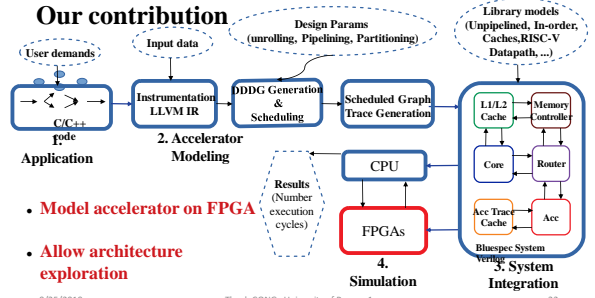 Our contribution
User demands
Input data
Design Params
(unrolling, Pipelining, Partitioning)
Library models
(Unpipelined, In-order,
Caches,RISC-V
Datapath, ...)
C/C++
code
1.
Application
Instrumentation
LLVM IR
2. Accelerator
Modeling
DDDG Generation
&
Scheduling
Scheduled Graph
Trace Generation
L1/L2
Cache
Memory
Controller
Core
Router
Acc Trace
Cache
Acc
Bluespec System
Verilog
3. System
Integration
CPU
FPGAs
4.
Simulation
Results
(Number
execution
cycles)
• Model accelerator on FPGA
• Allow architecture
exploration